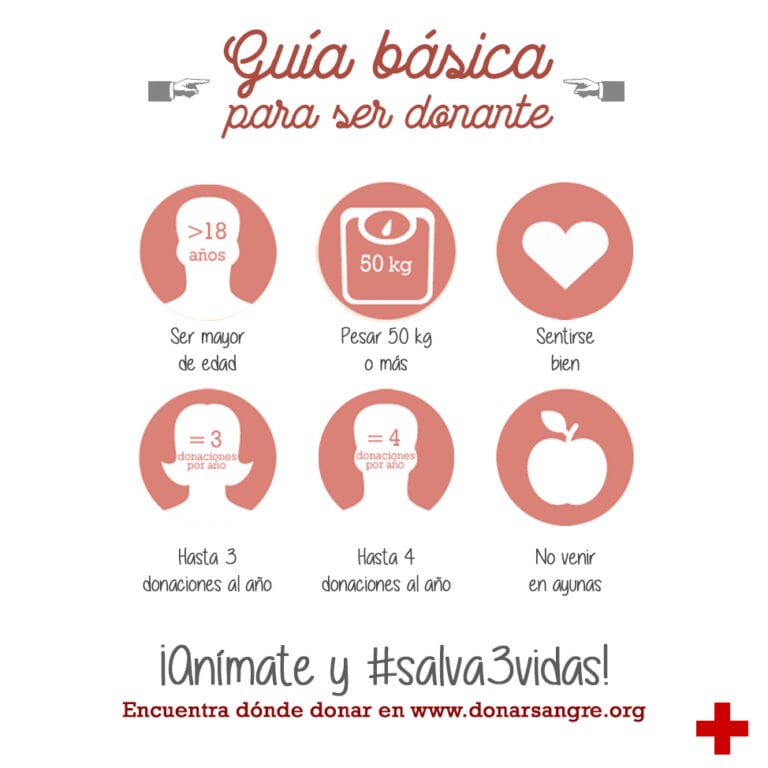 Guía básica
para ser donante
>18
años
50 kg
Ser mayor
de edad
Pesar 50 kg
o más
Sentirse
bien
= 3
donaciones
por año
= 4
donaciones
por año
Hasta 3
donaciones al año
Hasta 4
donaciones al año
No venir
en ayunas
¡Anímate y #salva3vidas!
Encuentra dónde donar en www.donarsangre.org